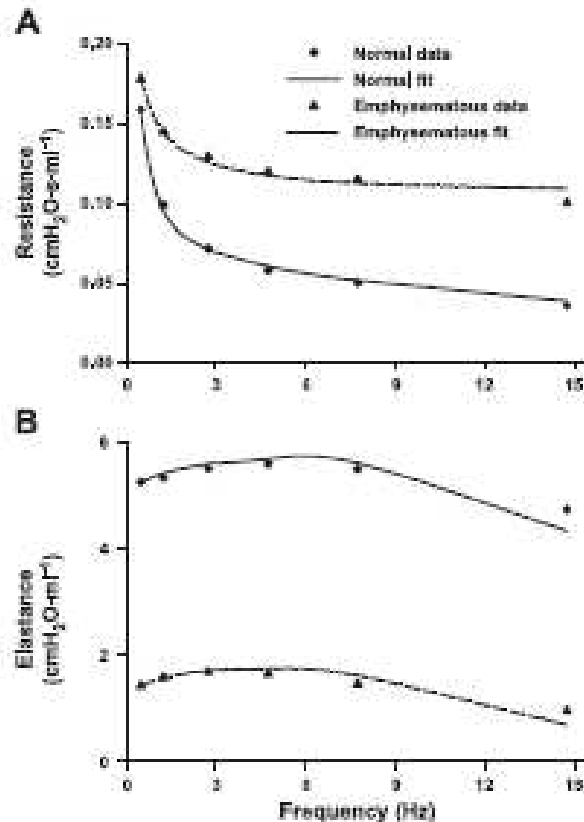 A
0.20
0.15
0.10
0.05
0.00
Resistance
(cmH2O-s-ml-1)
Normal data
Normal fit
Emphysematous data
Emphysematous fit
0 3 6 9 12 15
B
6
4
2
0
Elastance
(cmH2O-ml-1)
0 3 6 9 12 15
Frequency (Hz)